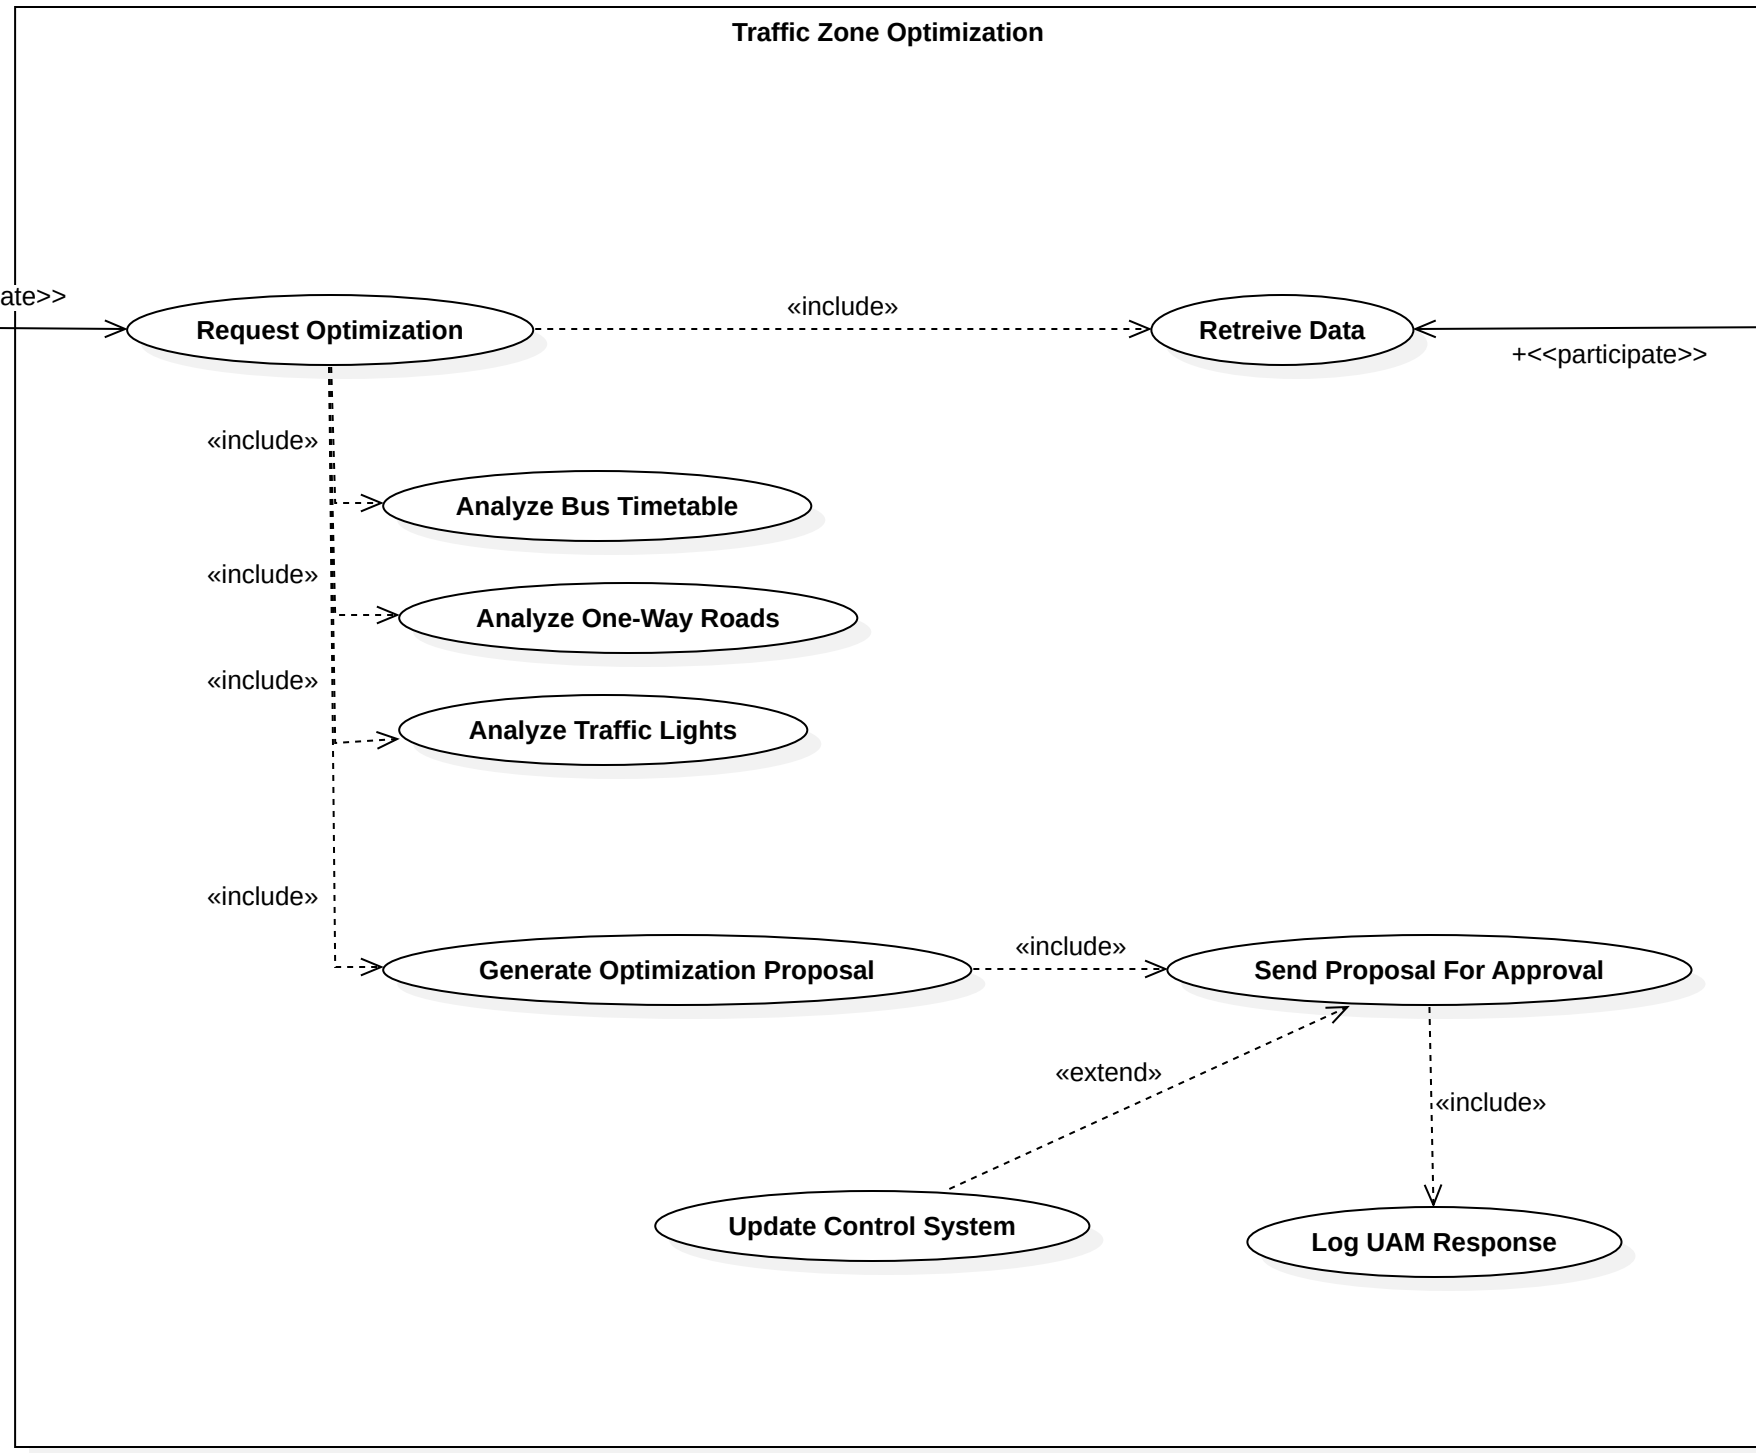 Traffic Zone Optimization
ate>>
«include»
Request Optimization
Retreive Data
+<<participate>>
«include»
Analyze Bus Timetable
«include»
Analyze One-Way Roads
«include»
Analyze Traffic Lights
«include»
«include»
Generate Optimization Proposal
Send Proposal For Approval
«extend»
«include»
Update Control System
Log UAM Response